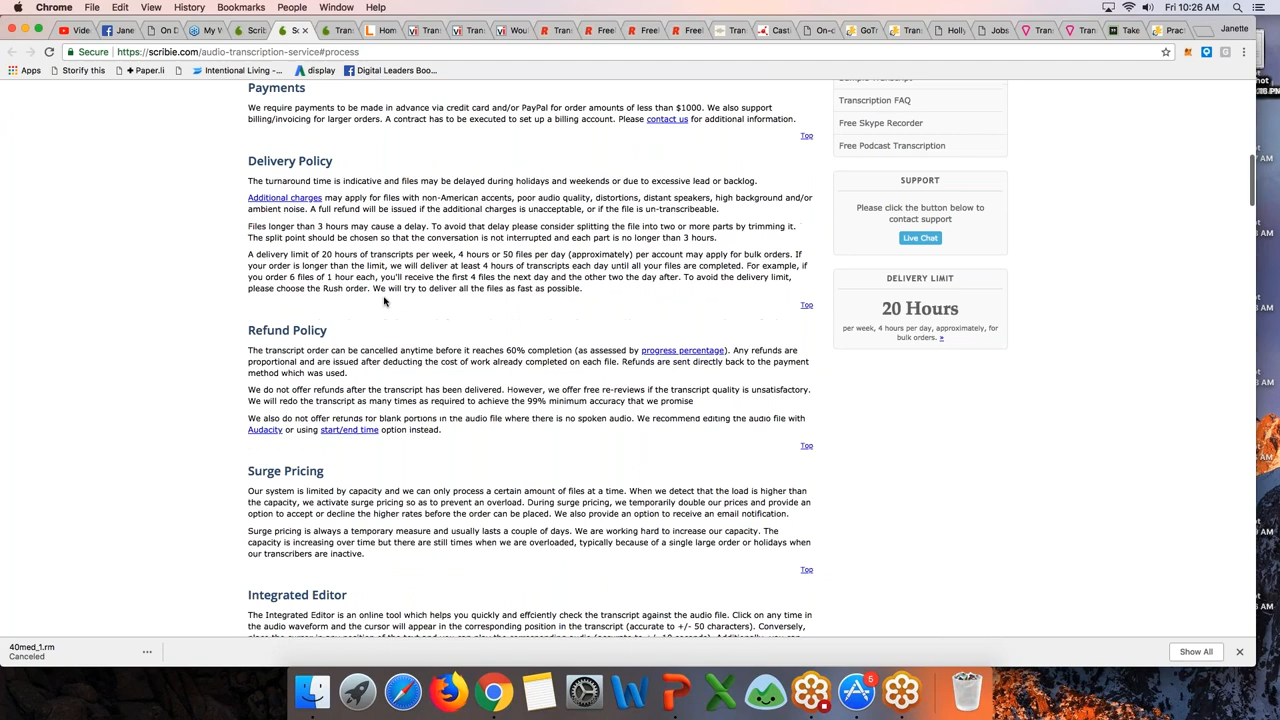 Chrome File Edit View History Bookmarks People Window Help Fri 10:26 AM
Vide Jane On D My W Scrib Sc Tran Hom Tran Tran Wou Tran Free Free Free Tran Casti On-c GoTr Tran Holly Jobs Tran Tran Take Prac Janette
Secure https://scribie.com/audio-transcription-service#process
Apps Storify this + Paper.li Intentional Living -... display Digital Leaders Boo...
Payments
We require payments to be made in advance via credit card and/or PayPal for order amounts of less than $1000. We also support
billing/invoicing for larger orders. A contract has to be executed to set up a billing account. Please contact us for additional information.
Top
Delivery Policy
The turnaround time is indicative and files may be delayed during holidays and weekends or due to excessive lead or backlog.
Additional charges may apply for files with non-American accents, poor audio quality, distortions, distant speakers, high background and/or
ambient noise. A full refund will be issued if the additional charges is unacceptable, or if the file is un-transcribeable.
Files longer than 3 hours may cause a delay. To avoid that delay please consider splitting the file into two or more parts by trimming it.
The split point should be chosen so that the conversation is not interrupted and each part is no longer than 3 hours.
A delivery limit of 20 hours of transcripts per week, 4 hours or 50 files per day (approximately) per account may apply for bulk orders. If
your order is longer than the limit, we will deliver at least 4 hours of transcripts each day until all your files are completed. For example, if
you order 6 files of 1 hour each, you'll receive the first 4 files the next day and the other two the day after. To avoid the delivery limit,
please choose the Rush order. We will try to deliver all the files as fast as possible.
Top
Refund Policy
The transcript order can be cancelled anytime before it reaches 60% completion (as assessed by progress percentage). Any refunds are
proportional and are issued after deducting the cost of work already completed on each file. Refunds are sent directly back to the payment
method which was used.
We do not offer refunds after the transcript has been delivered. However, we offer free re-reviews if the transcript quality is unsatisfactory.
We will redo the transcript as many times as required to achieve the 99% minimum accuracy that we promise
We also do not offer refunds for blank portions in the audio file where there is no spoken audio. We recommend editing the audio file with
Audacity or using start/end time option instead.
Top
Surge Pricing
Our system is limited by capacity and we can only process a certain amount of files at a time. When we detect that the load is higher than
the capacity, we activate surge pricing so as to prevent an overload. During surge pricing, we temporarily double our prices and provide an
option to accept or decline the higher rates before the order can be placed. We also provide an option to receive an email notification.
Surge pricing is always a temporary measure and usually lasts a couple of days. We are working hard to increase our capacity. The
capacity is increasing over time but there are still times when we are overloaded, typically because of a single large order or holidays when
our transcribers are inactive.
Top
Integrated Editor
The Integrated Editor is an online tool which helps you quickly and effciently check the transcript against the audio file. Click on any time in
the audio waveform and the cursor will appear in the corresponding position in the transcript (accurate to +/- 50 characters). Conversely,
Transcription FAQ
Free Skype Recorder
Free Podcast Transcription
SUPPORT
Please click the button below to
contact support
Live Chat
DELIVERY LIMIT
20 Hours
per week, 4 hours per day, approximately, for
bulk orders. »
40med_1.rm
Canceled
Show All
5